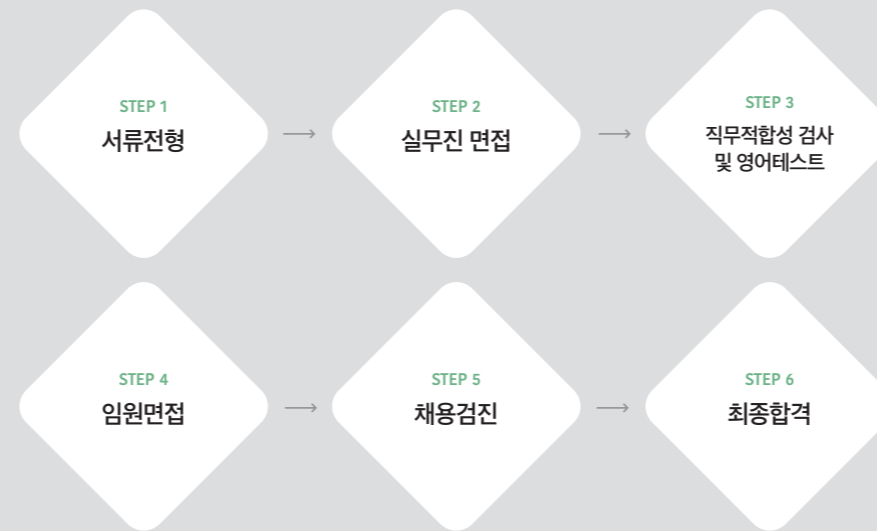 STEP 1
서류전형
STEP 2
실무진 면접
STEP 3
직무적합성 검사
및 영어테스트
STEP 4
임원면접
STEP 5
채용검진
STEP 6
최종합격